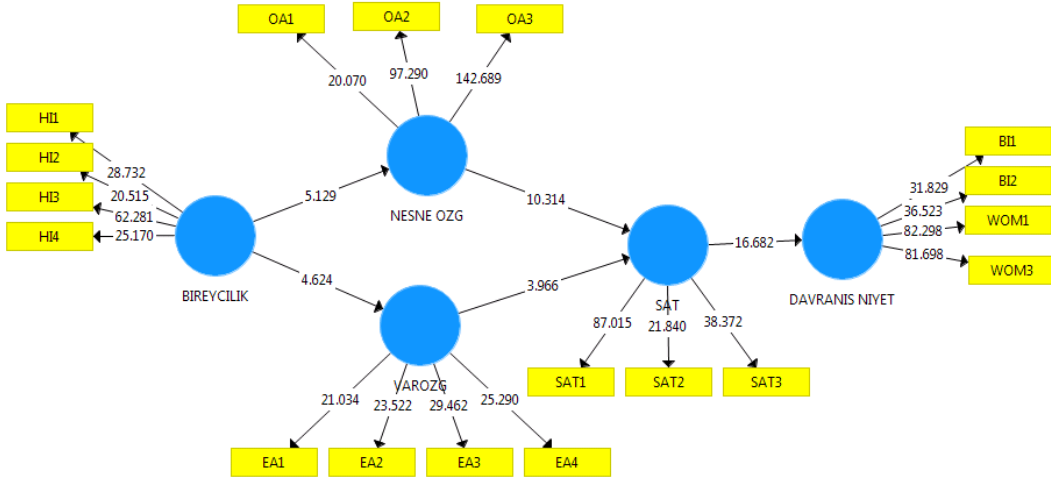 OA1
OA2
OA3
20.070
97.290
142.689
HI1
HI2
HI3
HI4
28.732
20.515
62.281
25.170
BIREYCILIK
5.129
4.624
NESNE OZG
10.314
VAROZG
3.966
21.034
23.522
29.462
25.290
EA1
EA2
EA3
EA4
SAT
87.015
21.840
38.372
SAT1
SAT2
SAT3
16.682
DAVRANIS NIYET
31.829
36.523
82.298
81.698
BI1
BI2
WOM1
WOM3